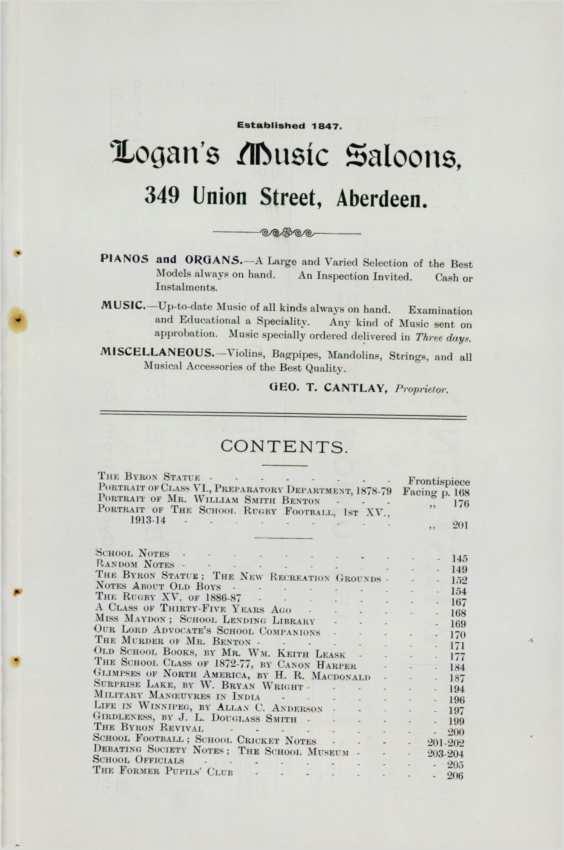 Established 1847.
Logan's Music Saloons,
349 Union Street, Aberdeen.
PIANOS and ORGANS.—A Large and Varied Selection of the Best
Models always on hand. An Inspection Invited. Cash or
Instalments.
MUSIC.—Up-to-date Music of all kinds always on hand. Examination
and Educational a Speciality. Any kind of Music sent on
approbation. Music specially ordered delivered in Three days.
MISCELLANEOUS.—Violins, Bagpipes, Mandolins, Strings, and all
Musical Accessories of the Best Quality.
GEO. T. CANTLAY, Proprietor.
CONTENTS.
The Byron Statue - - - - - - - - Frontispiece
Portrait of Class VI., Preparatory Department, 1878-79 Facing p. 168
Portrait of Mr. William Smith Benton - - - ,, 176
Portrait of The School Rugby Football, 1st XV.,
1913-14 - - - - - - - - ,, 201
School Notes - - - - - - - - - 145
Random Notes - - - - - - - - - 149
The Byron Statue; The New Recreation Grounds - - - 152
Notes About Old Boys - - - - - - - - 154
The Rugby XV. of 1886-87 - - - - - - - 167
A Class of Thirty-Five Years Ago - - - - - - 168
Miss Maydon; School Lending Library - - - - - 169
Our Lord Advocate's School Companions - - - - - 170
The Murder of Mr. Benton - - - - - - - 171
Old School Books, by Mr. Wm. Keith Leask - - - - 177
The School Class of 1872-77, by Canon Harper - - - 184
Glimpses of North America, by H. R. Macdonald - - - 187
Surprise Lake, by W. Bryan Wright - - - - - - 194
Military Manœuvres in India - - - - - - - 196
Life in Winnipeg, by Allan C. Anderson - - - - - 197
Girdleness, by J. L. Douglass Smith - - - - - - 199
The Byron Revival - - - - - - - - 200
School Football; School Cricket Notes - - - - 201-202
Debating Society Notes; The School Museum - - - 203-204
School Officials - - - - - - - - - 205
The Former Pupils' Club - - - - - - - - 206